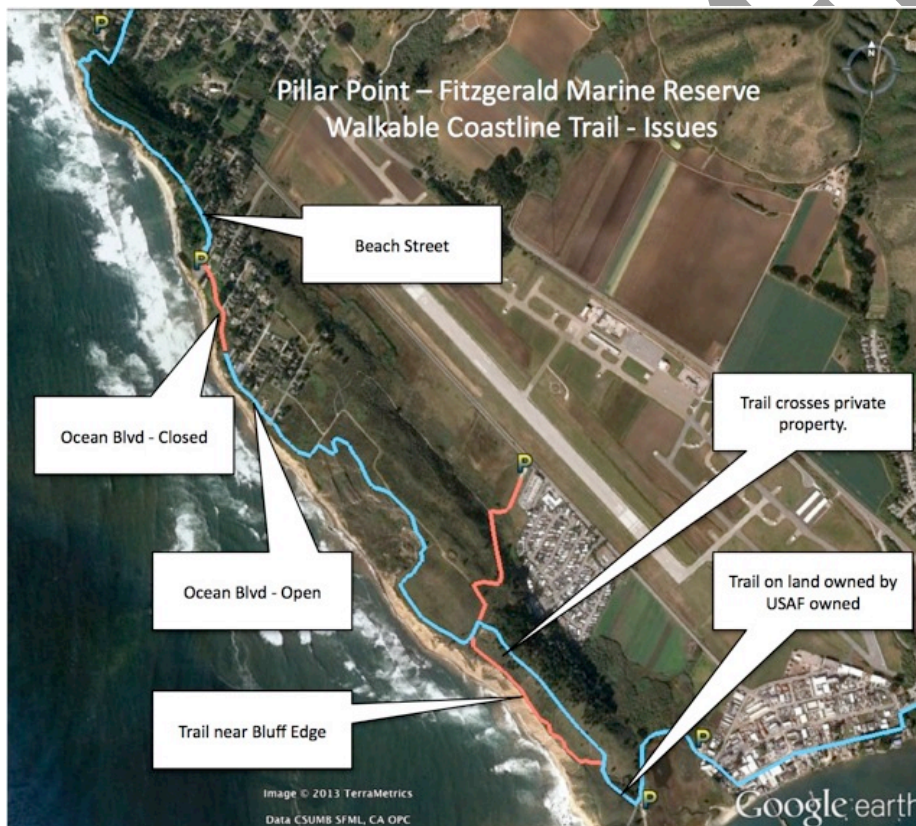 P
N
Pillar Point – Fitzgerald Marine Reserve
Walkable Coastline Trail - Issues
Beach Street
P
Ocean Blvd - Closed
Trail crosses private
property.
P
Ocean Blvd - Open
Trail on land owned by
USAF owned
Trail near Bluff Edge
P
P
Image © 2013 TerraMetrics
Data CSUMB SFML, CA OPC
Google earth